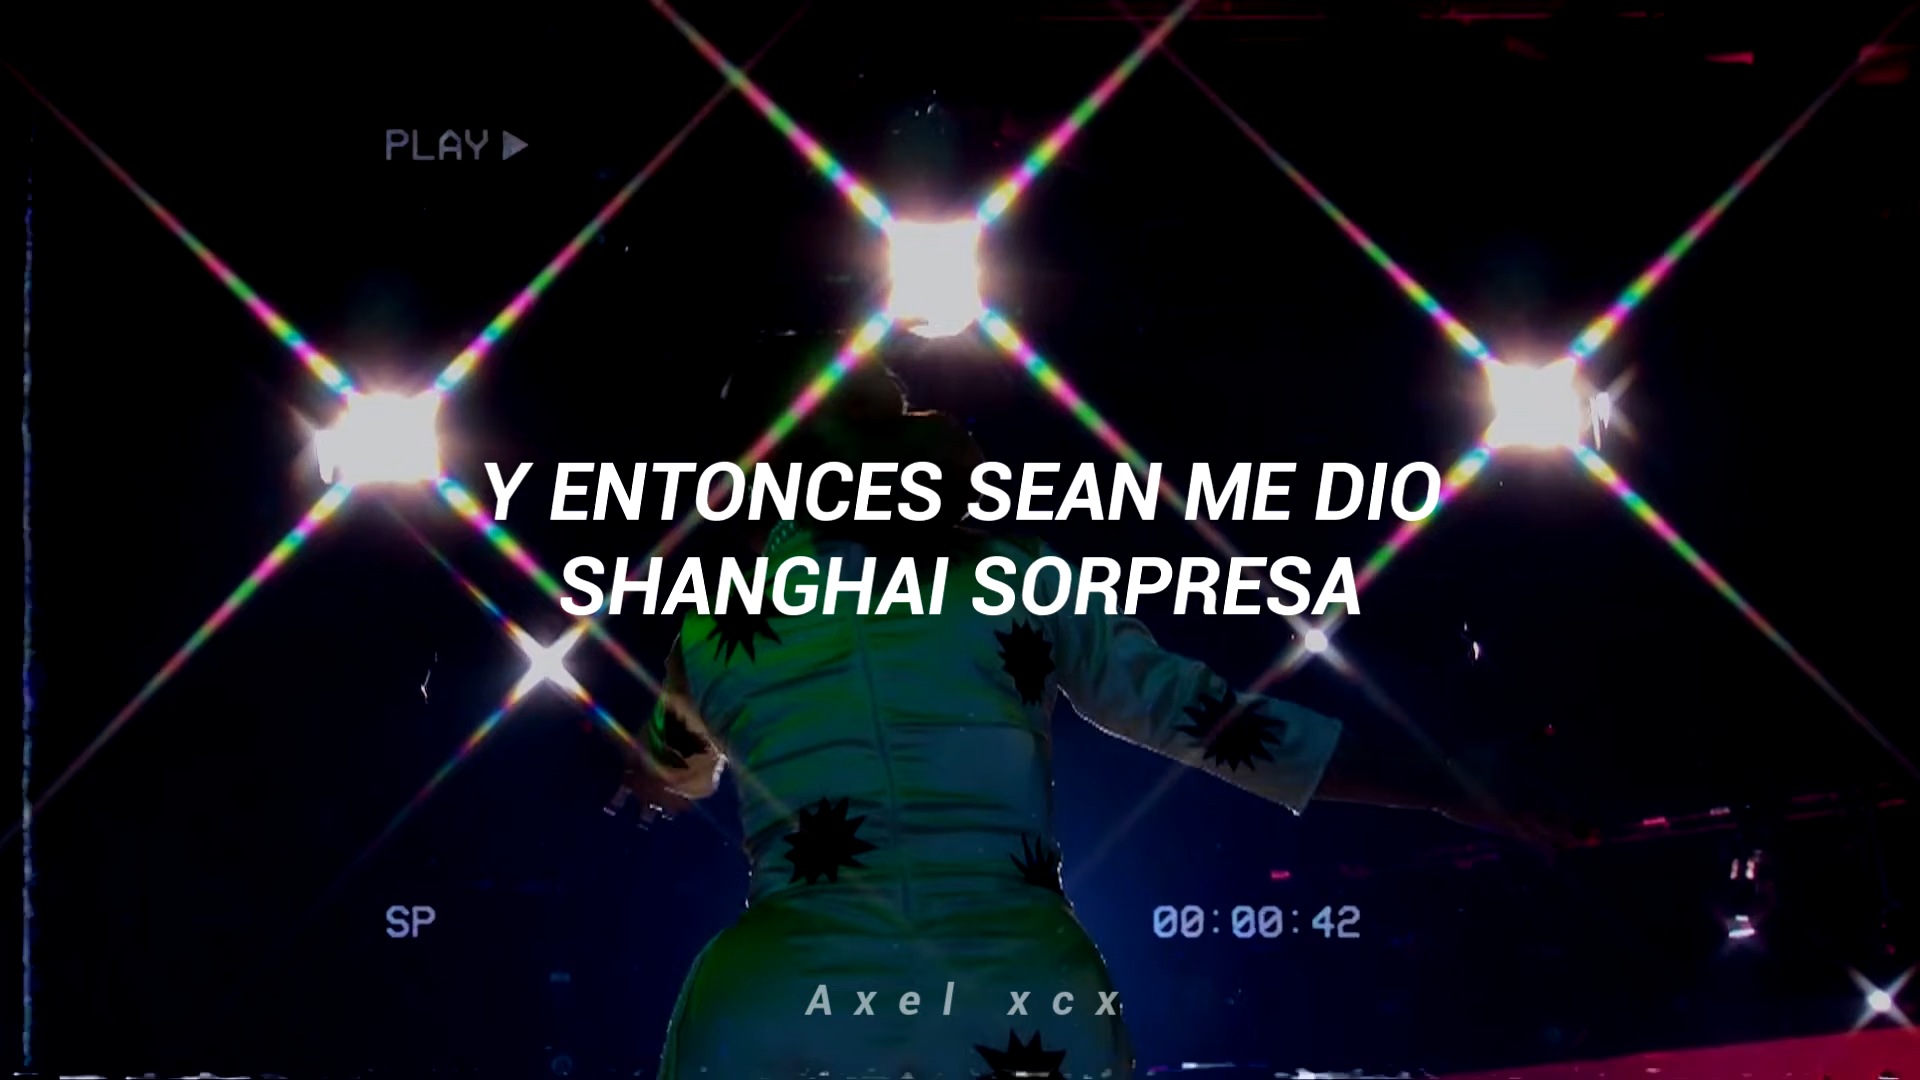 PLAY
Y ENTONCES SEAN ME DIO
SHANGHAI SORPRESA
SP 00:00:42
Axel xcx